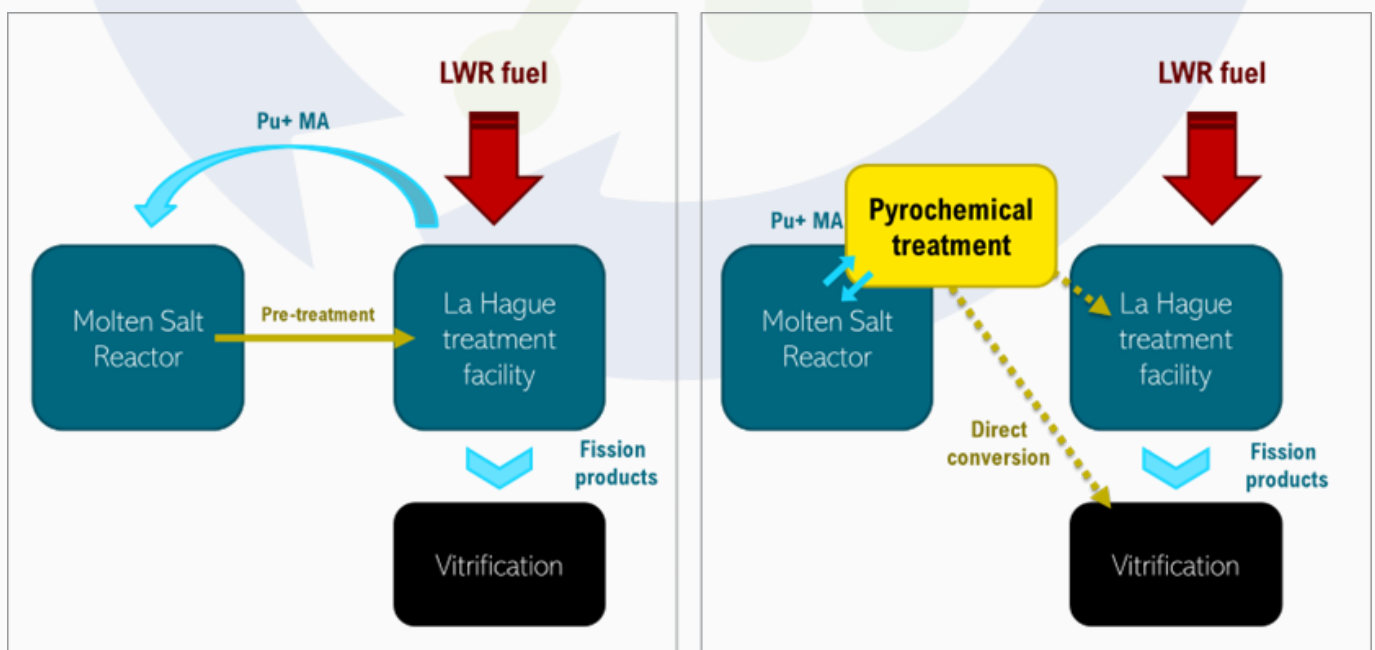 LWR fuel
Pu+ MA
Molten Salt
Reactor
Pre-treatment
La Hague
treatment
facility
Fission
products
Vitrification
LWR fuel
Pyrochemical
treatment
Pu+ MA
Molten Salt
Reactor
La Hague
treatment
facility
Direct
conversion
Fission
products
Vitrification